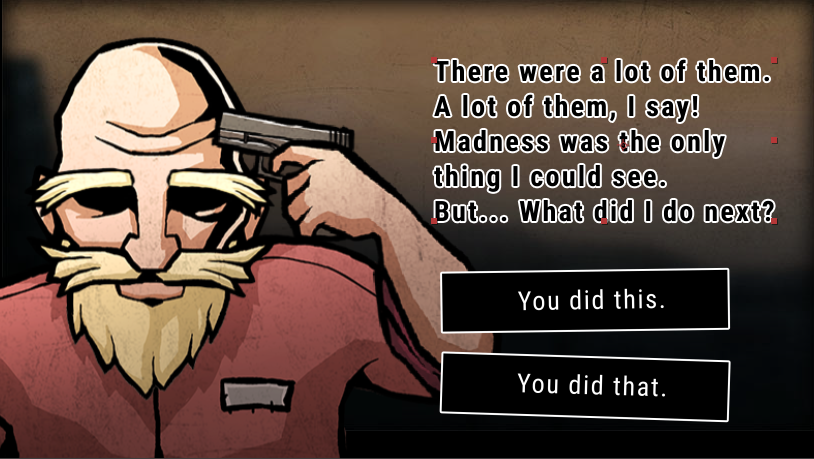 There were a lot of them.
A lot of them, I say!
Madness was the only
thing I could see.
But... What did I do next?
You did this.
You did that.